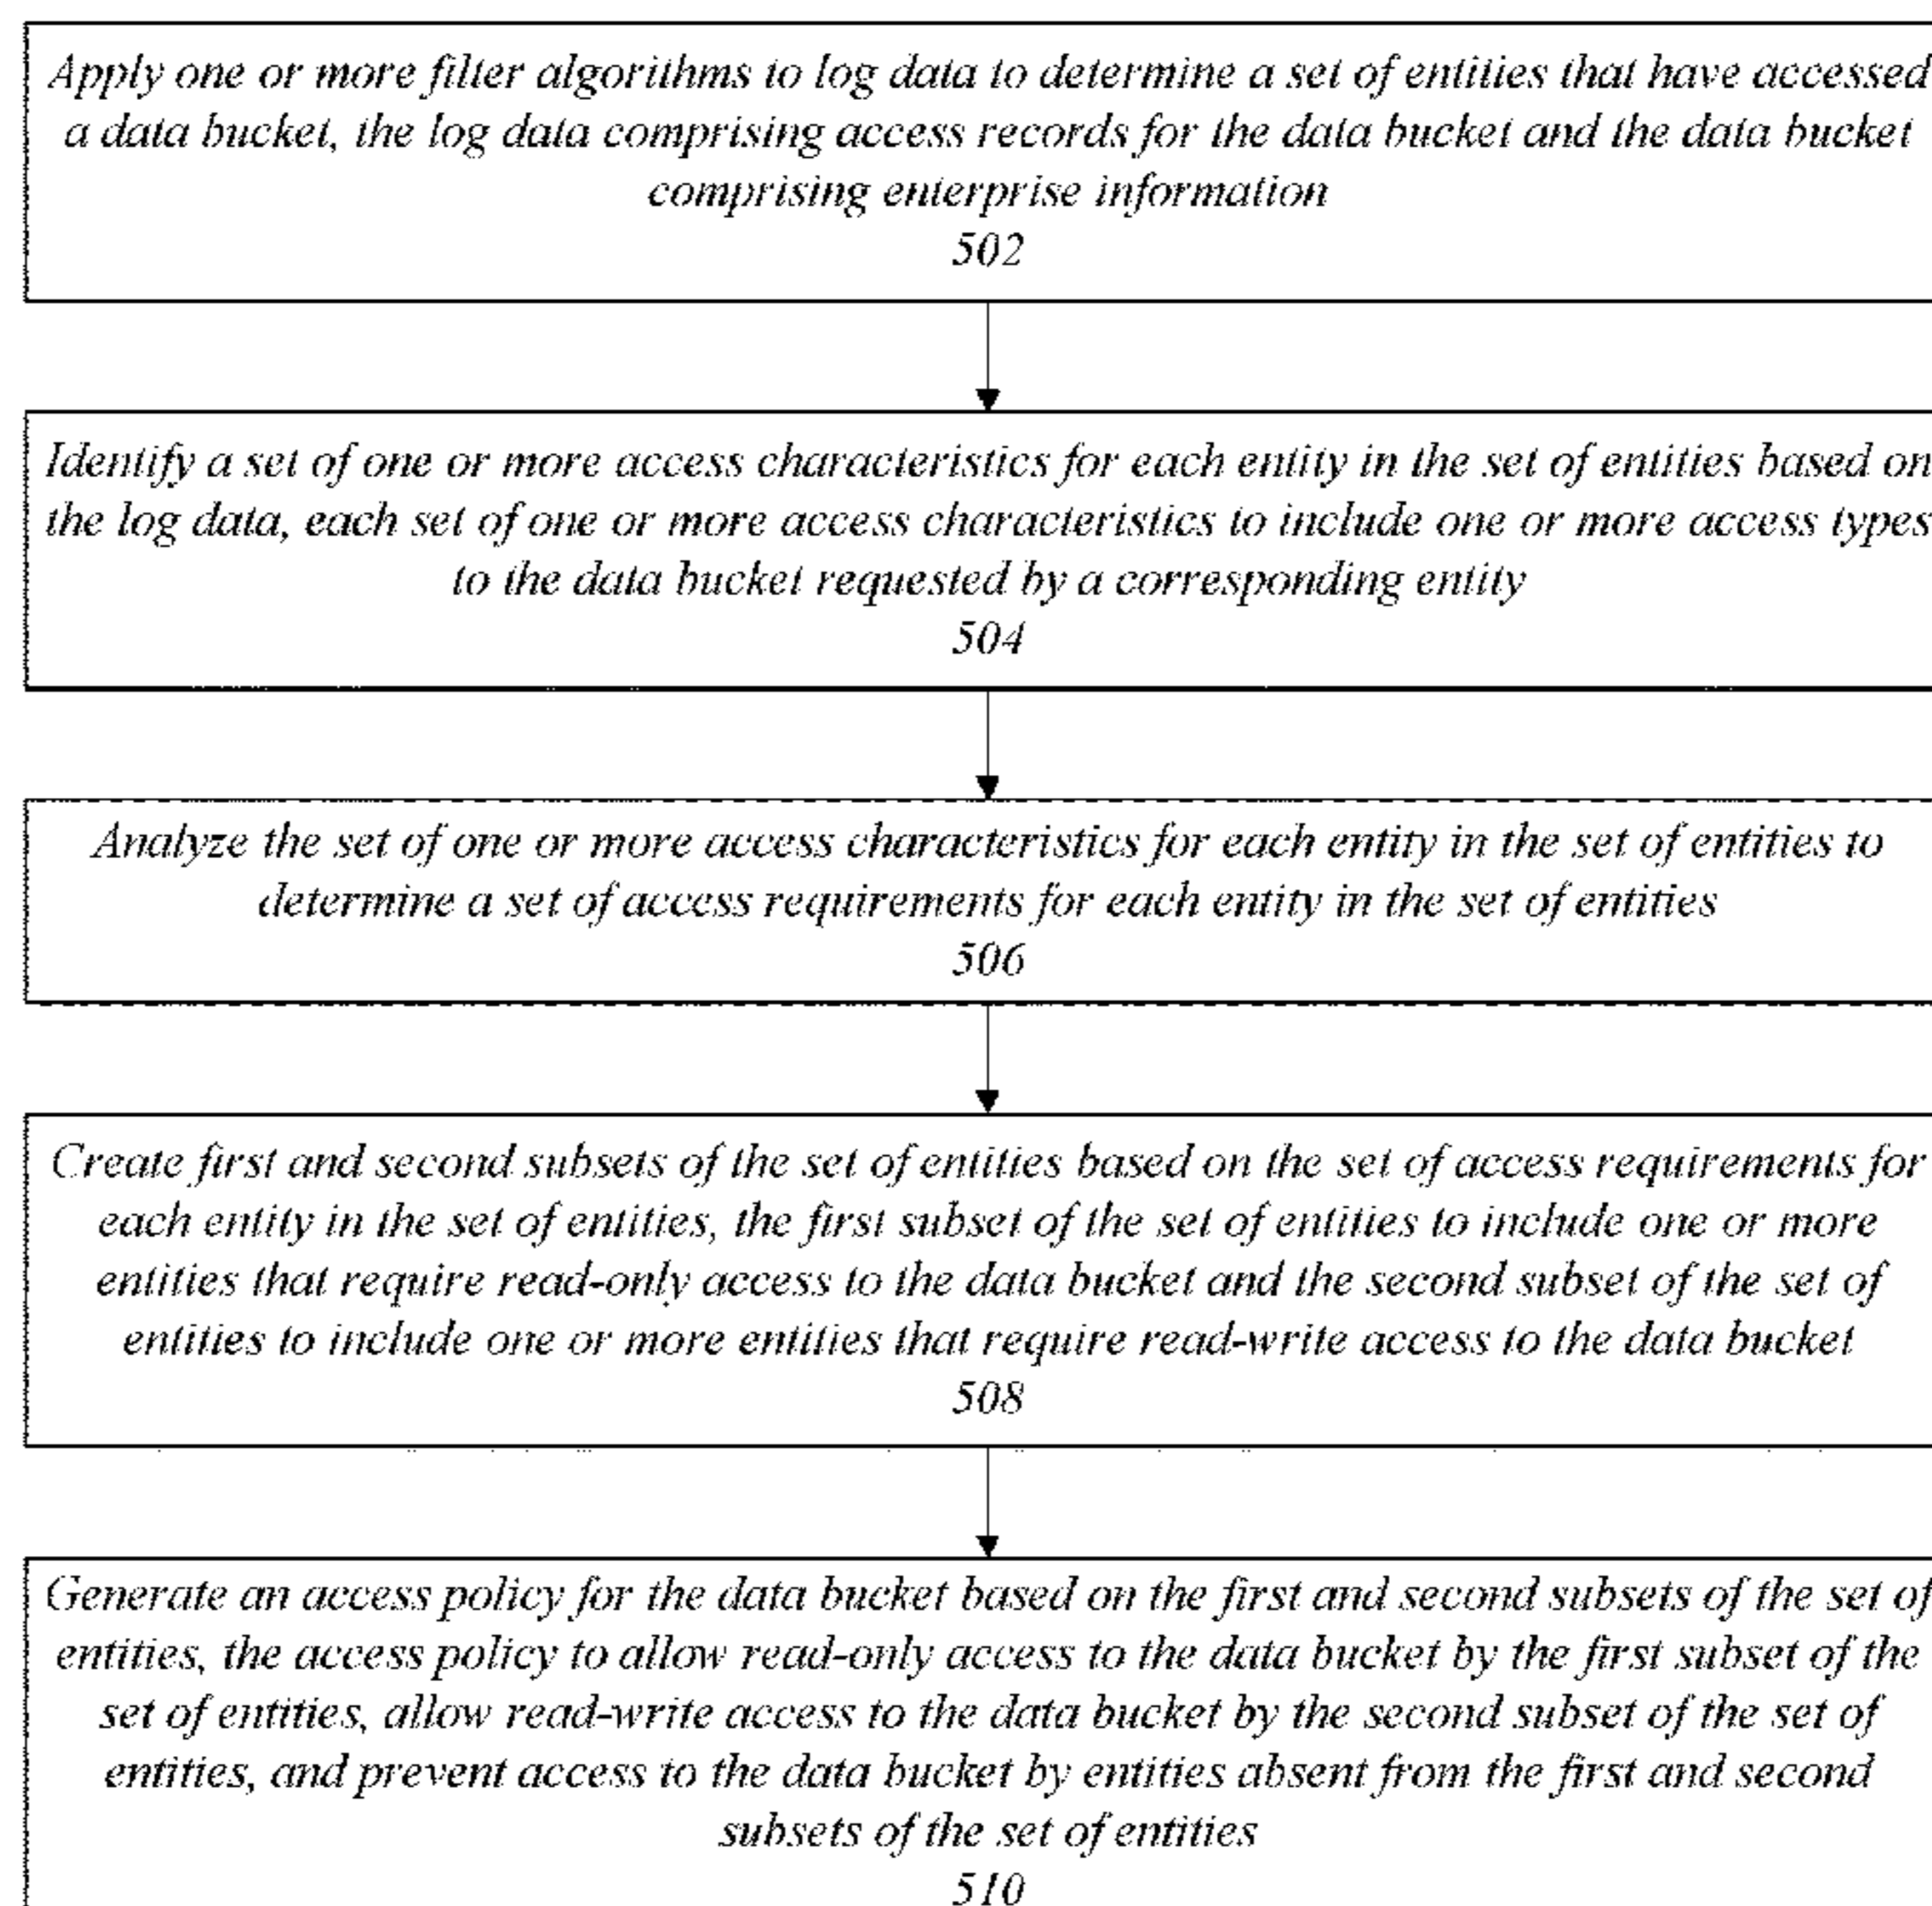 Apply one or more filter algorithms to log data to determine a set of entities that have accessed
a data bucket, the log data comprising access records for the data bucket and the data bucket
comprising enterprise information
502
Identify a set of one or more access characteristics for each entity in the set of entities based on
the log data, each set of one or more access characteristics to include one or more access types
to the data bucket requested by a corresponding entity
504
Analyze the set of one or more access characteristics for each entity in the set of entities to
determine a set of access requirements for each entity in the set of entities
506
Create first and second subsets of the set of entities based on the set of access requirements for
each entity in the set of entities, the first subset of the set of entities to include one or more
entities that require read-only access to the data bucket and the second subset of the set of
entities to include one or more entities that require read-write access to the data bucket
508
Generate an access policy for the data bucket based on the first and second subsets of the set of
entities, the access policy to allow read-only access to the data bucket by the first subset of the
set of entities, allow read-write access to the data bucket by the second subset of the set of
entities, and prevent access to the data bucket by entities absent from the first and second
subsets of the set of entities
510